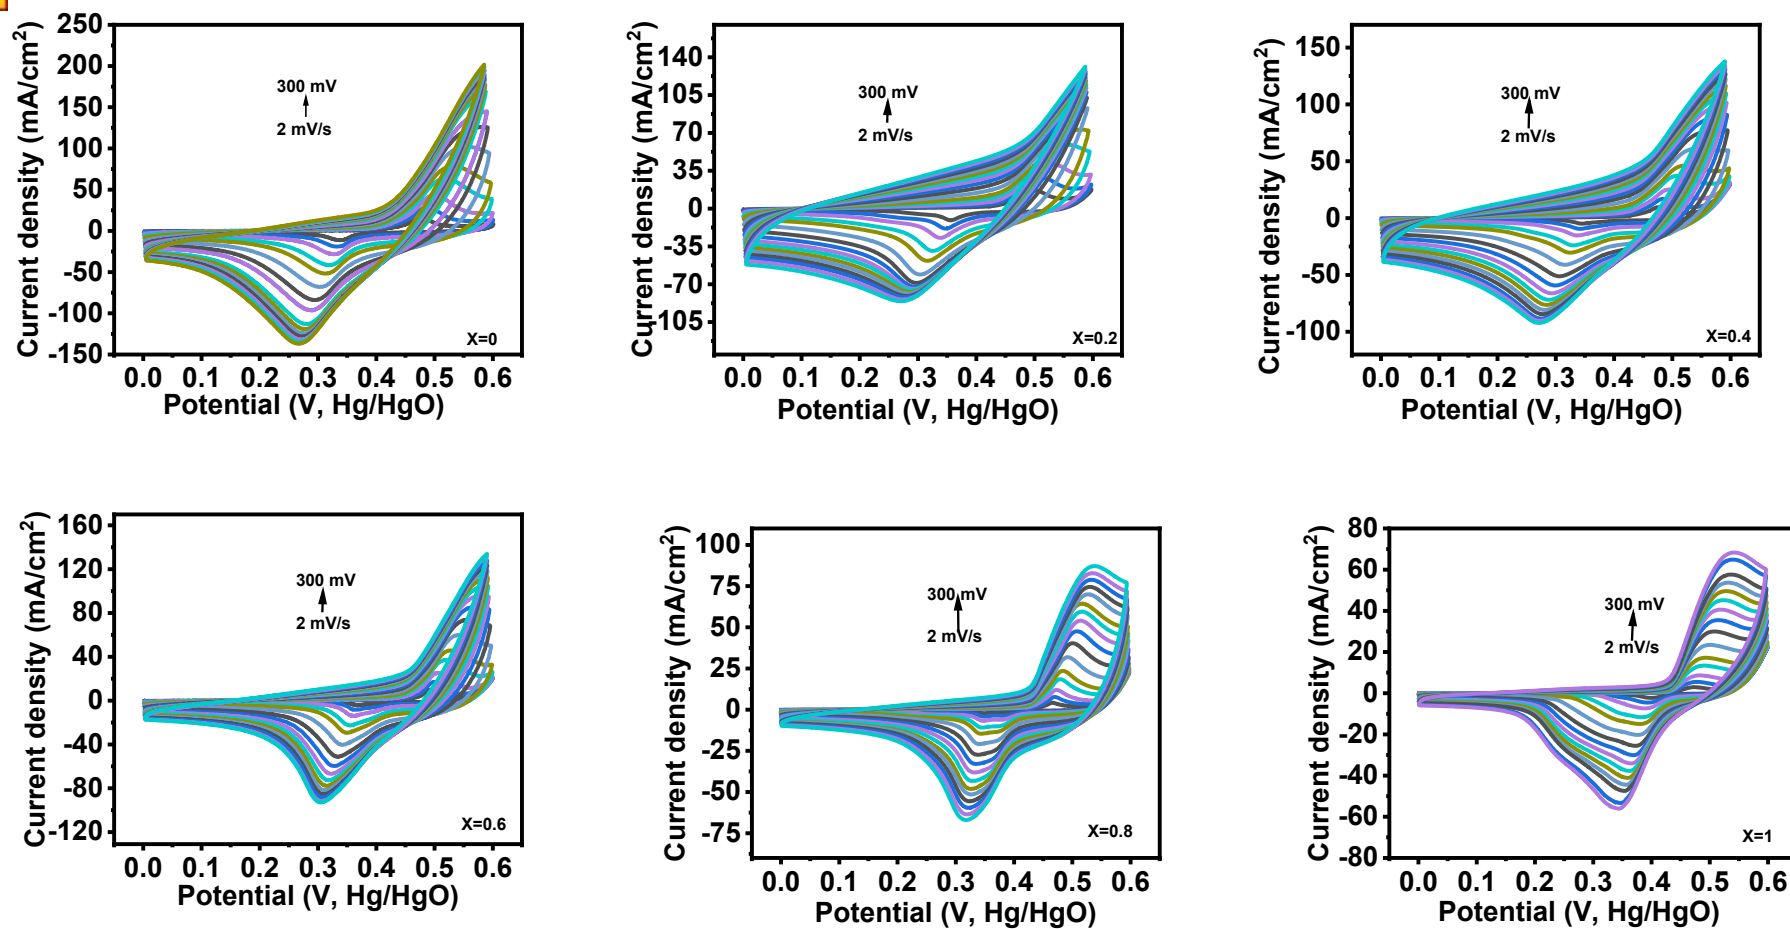 Current density (mA/cm²)
250
200
150
100
50
0
-50
-100
-150
300 mV
2 mV/s
X=0
0.0 0.1 0.2 0.3 0.4 0.5 0.6
Potential (V, Hg/HgO)
Current density (mA/cm²)
140
105
70
35
0
-35
-70
105
300 mV
2 mV/s
X=0.2
0.0 0.1 0.2 0.3 0.4 0.5 0.6
Potential (V, Hg/HgO)
Current density (mA/cm²)
150
100
50
0
-50
-100
300 mV
2 mV/s
X=0.4
0.0 0.1 0.2 0.3 0.4 0.5 0.6
Potential (V, Hg/HgO)
Current density (mA/cm²)
160
120
80
40
0
-40
-80
-120
300 mV
2 mV/s
X=0.6
0.0 0.1 0.2 0.3 0.4 0.5 0.6
Potential (V, Hg/HgO)
Current density (mA/cm²)
100
75
50
25
0
-25
-50
-75
300 mV
2 mV/s
X=0.8
0.0 0.1 0.2 0.3 0.4 0.5 0.6
Potential (V, Hg/HgO)
Current density (mA/cm²)
80
60
40
20
0
-20
-40
-60
-80
300 mV
2 mV/s
X=1
0.0 0.1 0.2 0.3 0.4 0.5 0.6
Potential (V, Hg/HgO)